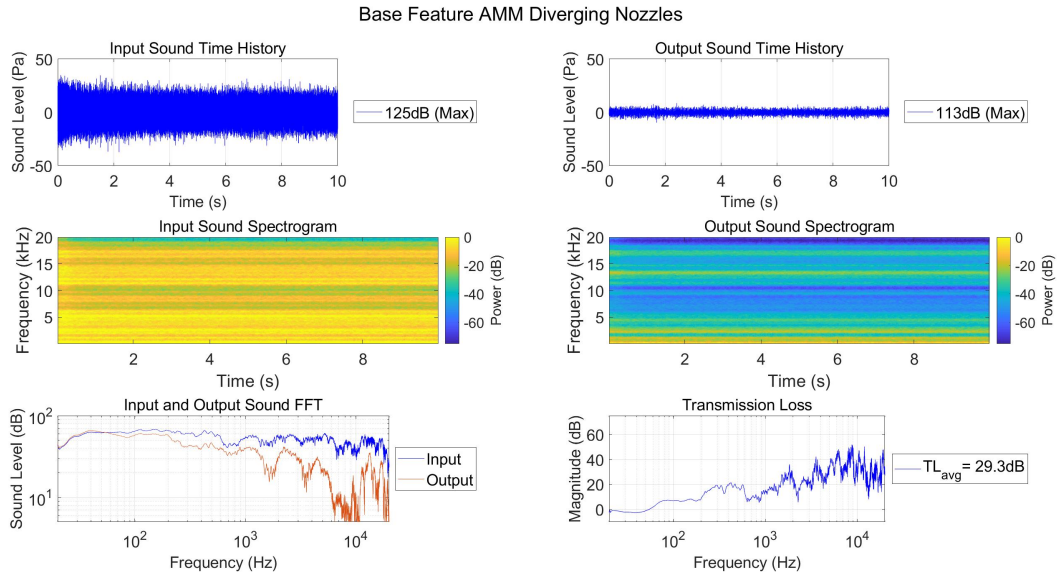 Base Feature AMM Diverging Nozzles
Input Sound Time History
Sound Level (Pa)
50
0
-50
0 2 4 6 8 10
Time (s)
125dB (Max)
Output Sound Time History
Sound Level (Pa)
50
0
-50
0 2 4 6 8 10
Time (s)
113dB (Max)
Input Sound Spectrogram
Frequency (kHz)
20
15
10
5
2 4 6 8
Time (s)
0
-20
-40
-60
Power (dB)
Output Sound Spectrogram
Frequency (kHz)
20
15
10
5
2 4 6 8
Time (s)
0
-20
-40
-60
Power (dB)
Input and Output Sound FFT
Sound Level (dB)
10²
10¹
10² 10³ 10⁴
Frequency (Hz)
Input
Output
Transmission Loss
Magnitude (dB)
60
40
20
0
10² 10³ 10⁴
Frequency (Hz)
TL_avg = 29.3dB